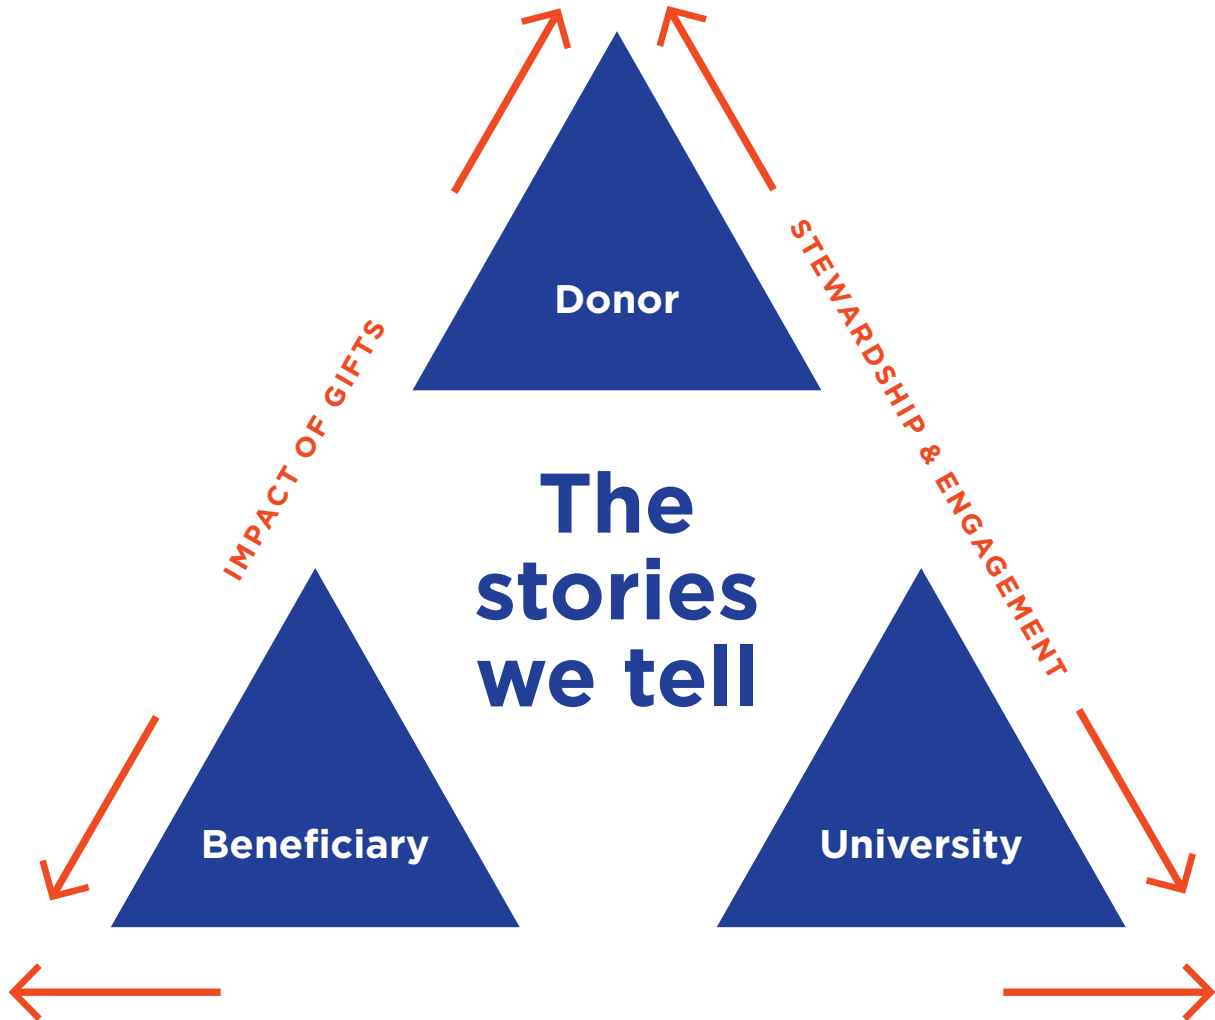 Donor
STEWARDSHIP & ENGAGEMENT
IMPACT OF GIFTS
The
stories
we tell
Beneficiary
University